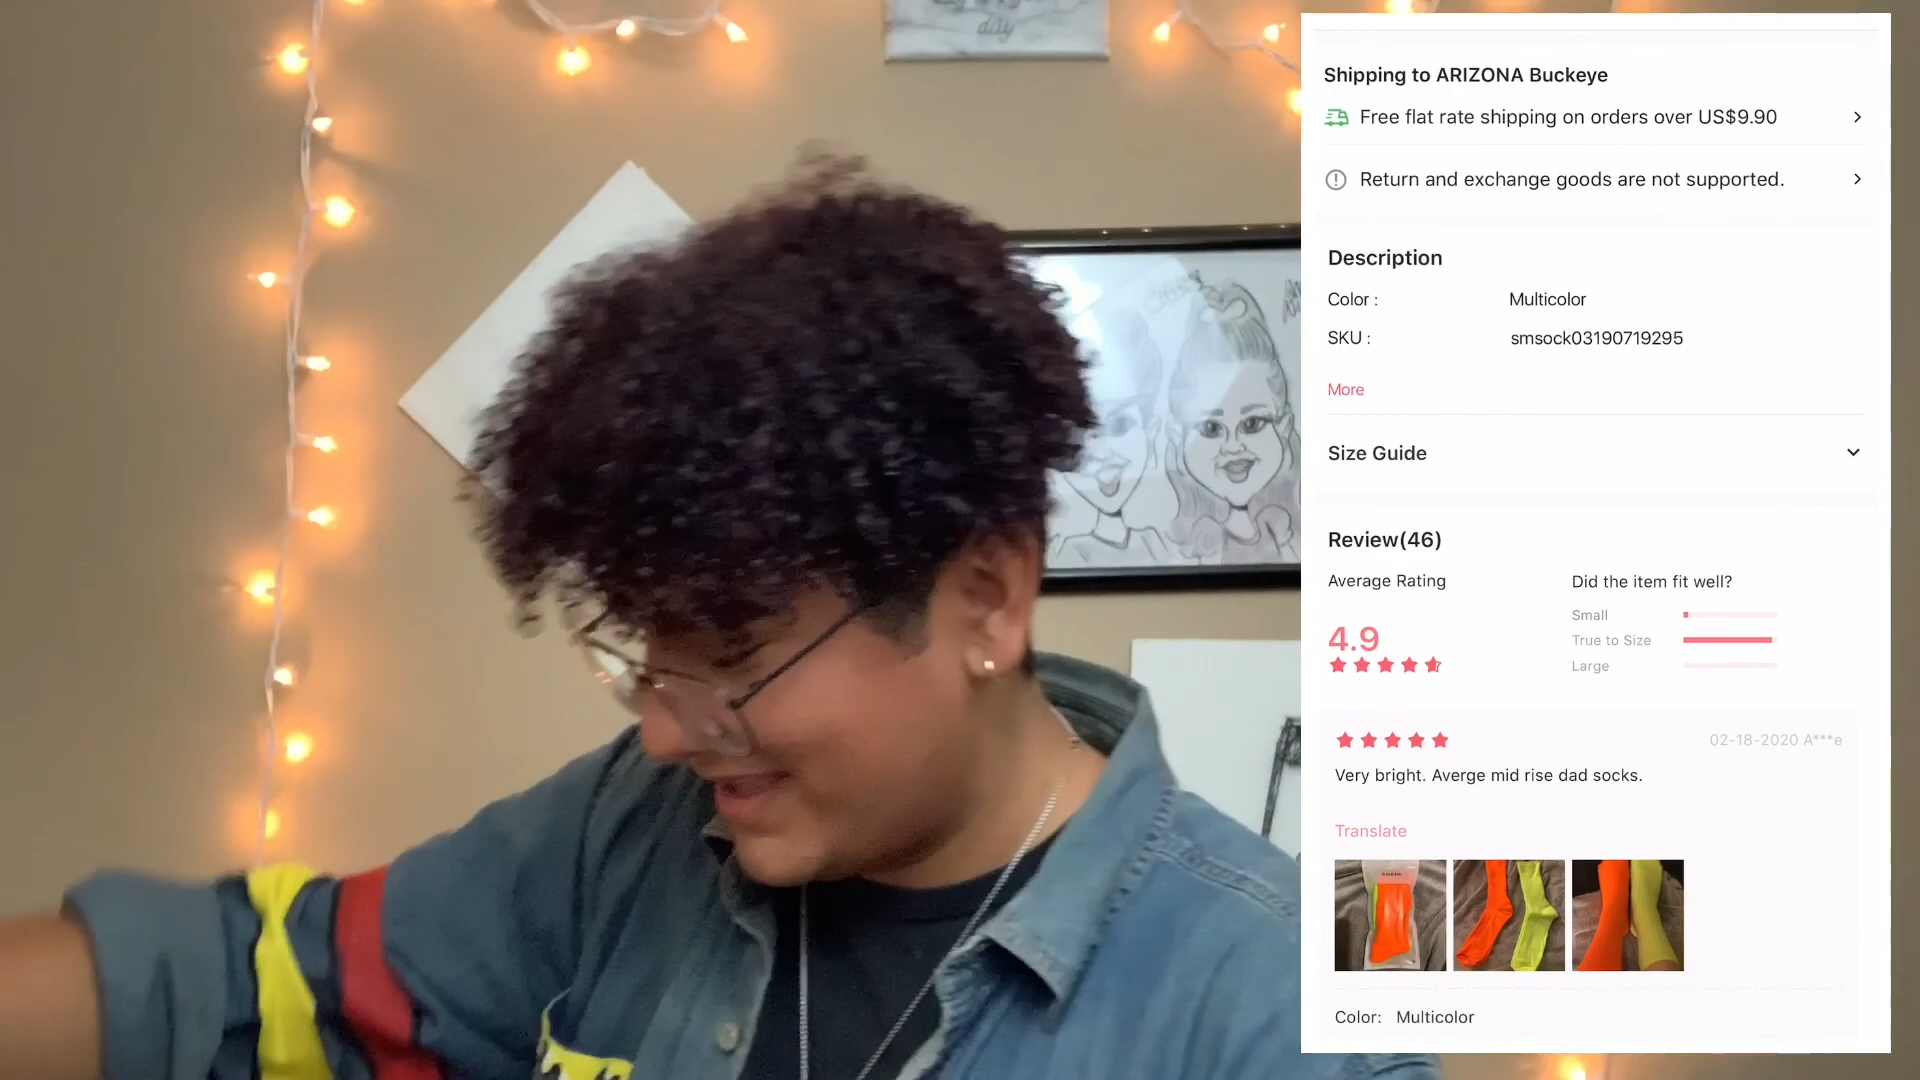 day
Shipping to ARIZONA Buckeye
Free flat rate shipping on orders over US$9.90
Return and exchange goods are not supported.
Description
Color : Multicolor
SKU : smsock03190719295
More
Size Guide
Review(46)
Average Rating
Did the item fit well?
4.9
Small
True to Size
Large
02-18-2020 A***e
Very bright. Averge mid rise dad socks.
Translate
Color: Multicolor